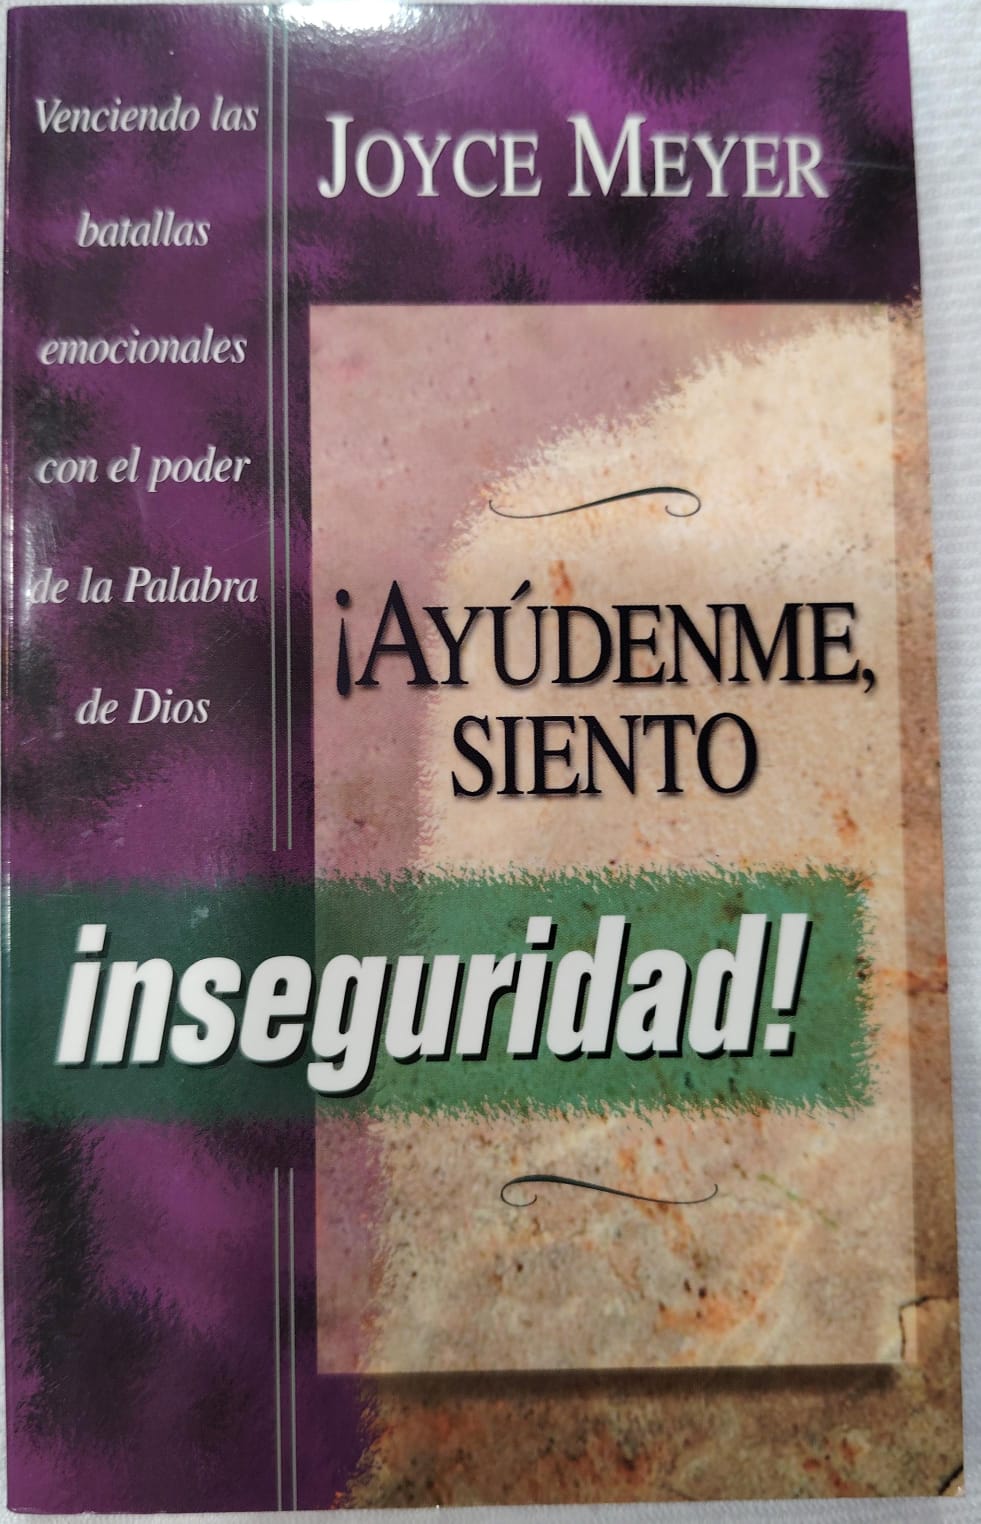 Venciendo las
batallas
emocionales
con el poder
de la Palabra
de Dios
JOYCE MEYER
¡AYÚDENME,
SIENTO
inseguridad!